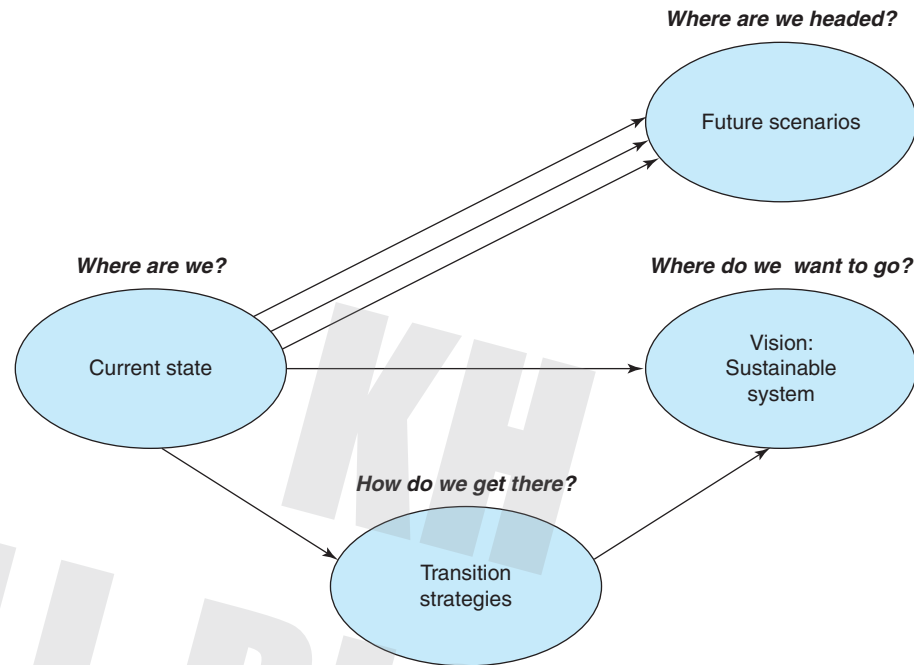 Where are we headed?
Future scenarios
Where are we?
Current state
Where do we want to go?
Vision:
Sustainable
system
How do we get there?
Transition
strategies
KH